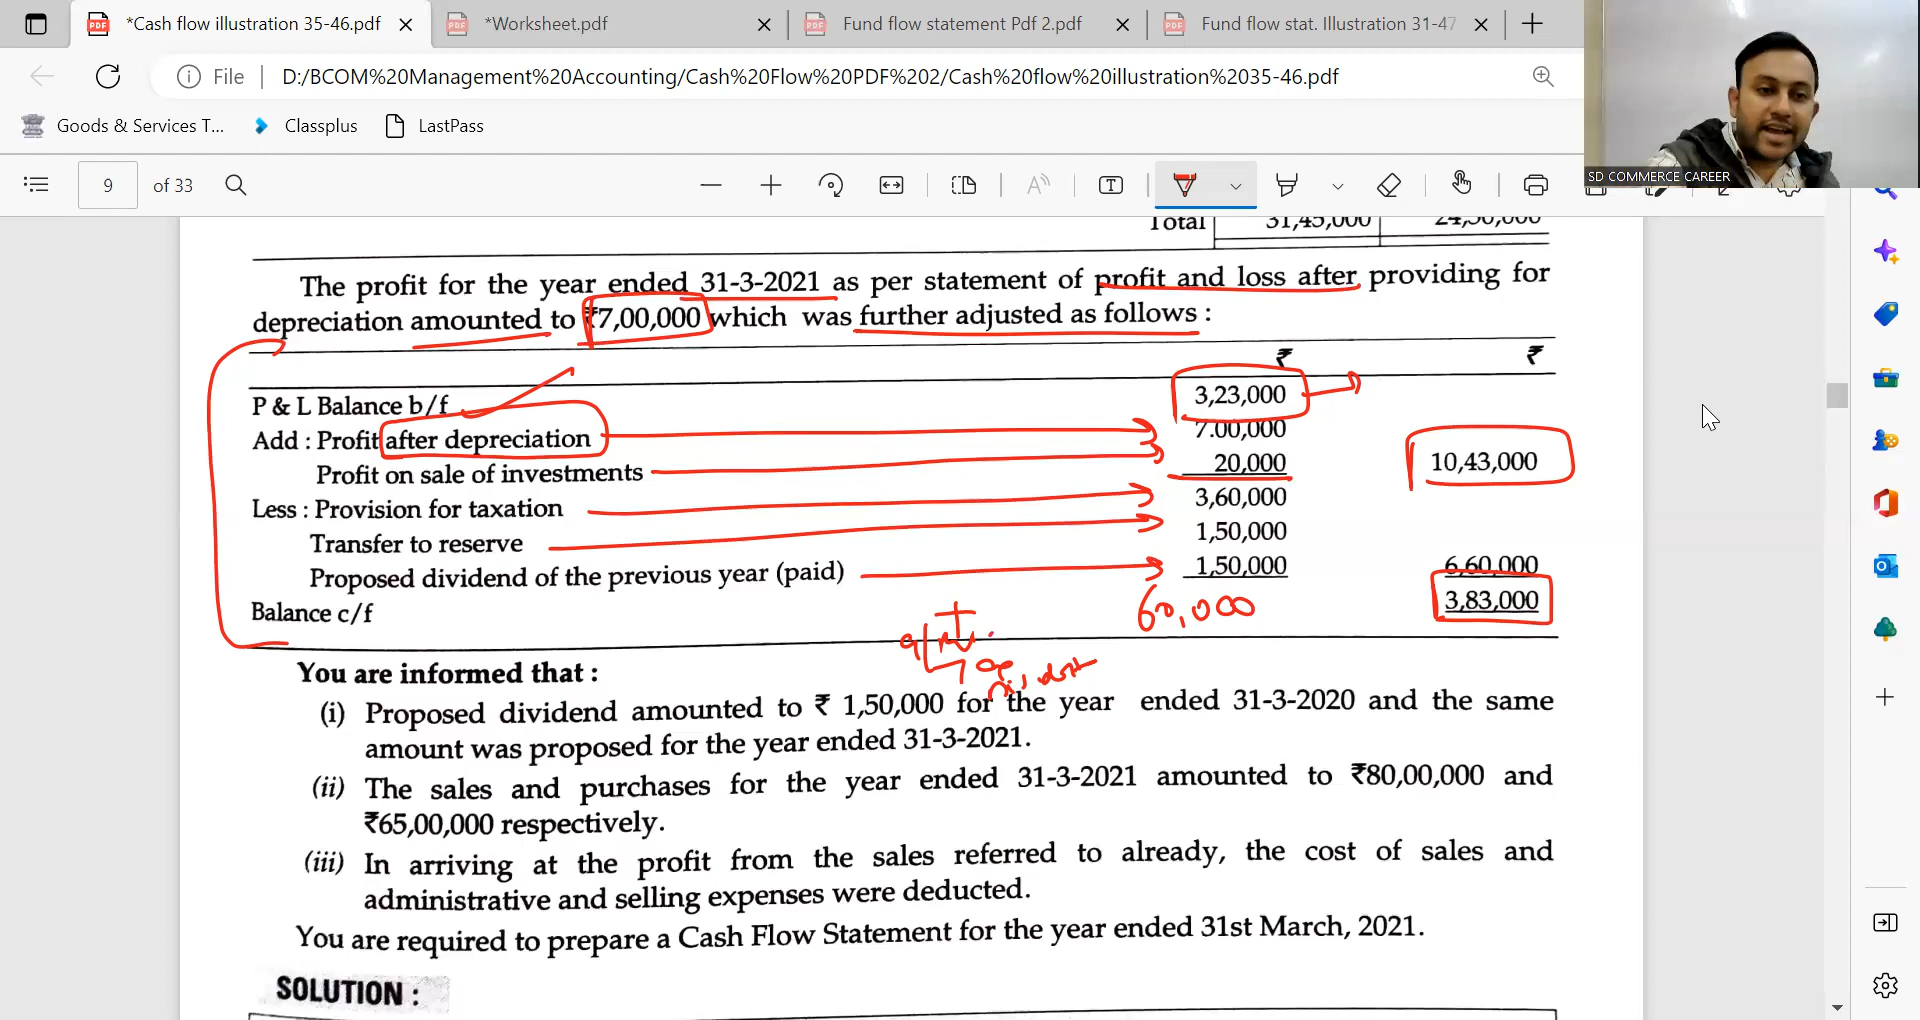 *Cash flow illustration 35-46.pdf
*Worksheet.pdf
Fund flow statement Pdf 2.pdf
Fund flow stat. Illustration 31-47
File
D:/BCOM%20Management%20Accounting/Cash%20Flow%20PDF%202/Cash%20flow%20illustration%2035-46.pdf
Goods & Services T...
Classplus
LastPass
9 of 33
SD COMMERCE CAREER
Total 31,45,000
The profit for the year ended 31-3-2021 as per statement of profit and loss after providing for
depreciation amounted to ₹7,00,000 which was further adjusted as follows :
₹ ₹
P & L Balance b/f 3,23,000
Add : Profit after depreciation 7.00,000
Profit on sale of investments 20,000 10,43,000
Less : Provision for taxation 3,60,000
Transfer to reserve 1,50,000
Proposed dividend of the previous year (paid) 1,50,000 6,60,000
Balance c/f 3,83,000
60,000
You are informed that :
(i) Proposed dividend amounted to ₹ 1,50,000 for the year ended 31-3-2020 and the same
amount was proposed for the year ended 31-3-2021.
(ii) The sales and purchases for the year ended 31-3-2021 amounted to ₹80,00,000 and
₹65,00,000 respectively.
(iii) In arriving at the profit from the sales referred to already, the cost of sales and
administrative and selling expenses were deducted.
You are required to prepare a Cash Flow Statement for the year ended 31st March, 2021.
SOLUTION :